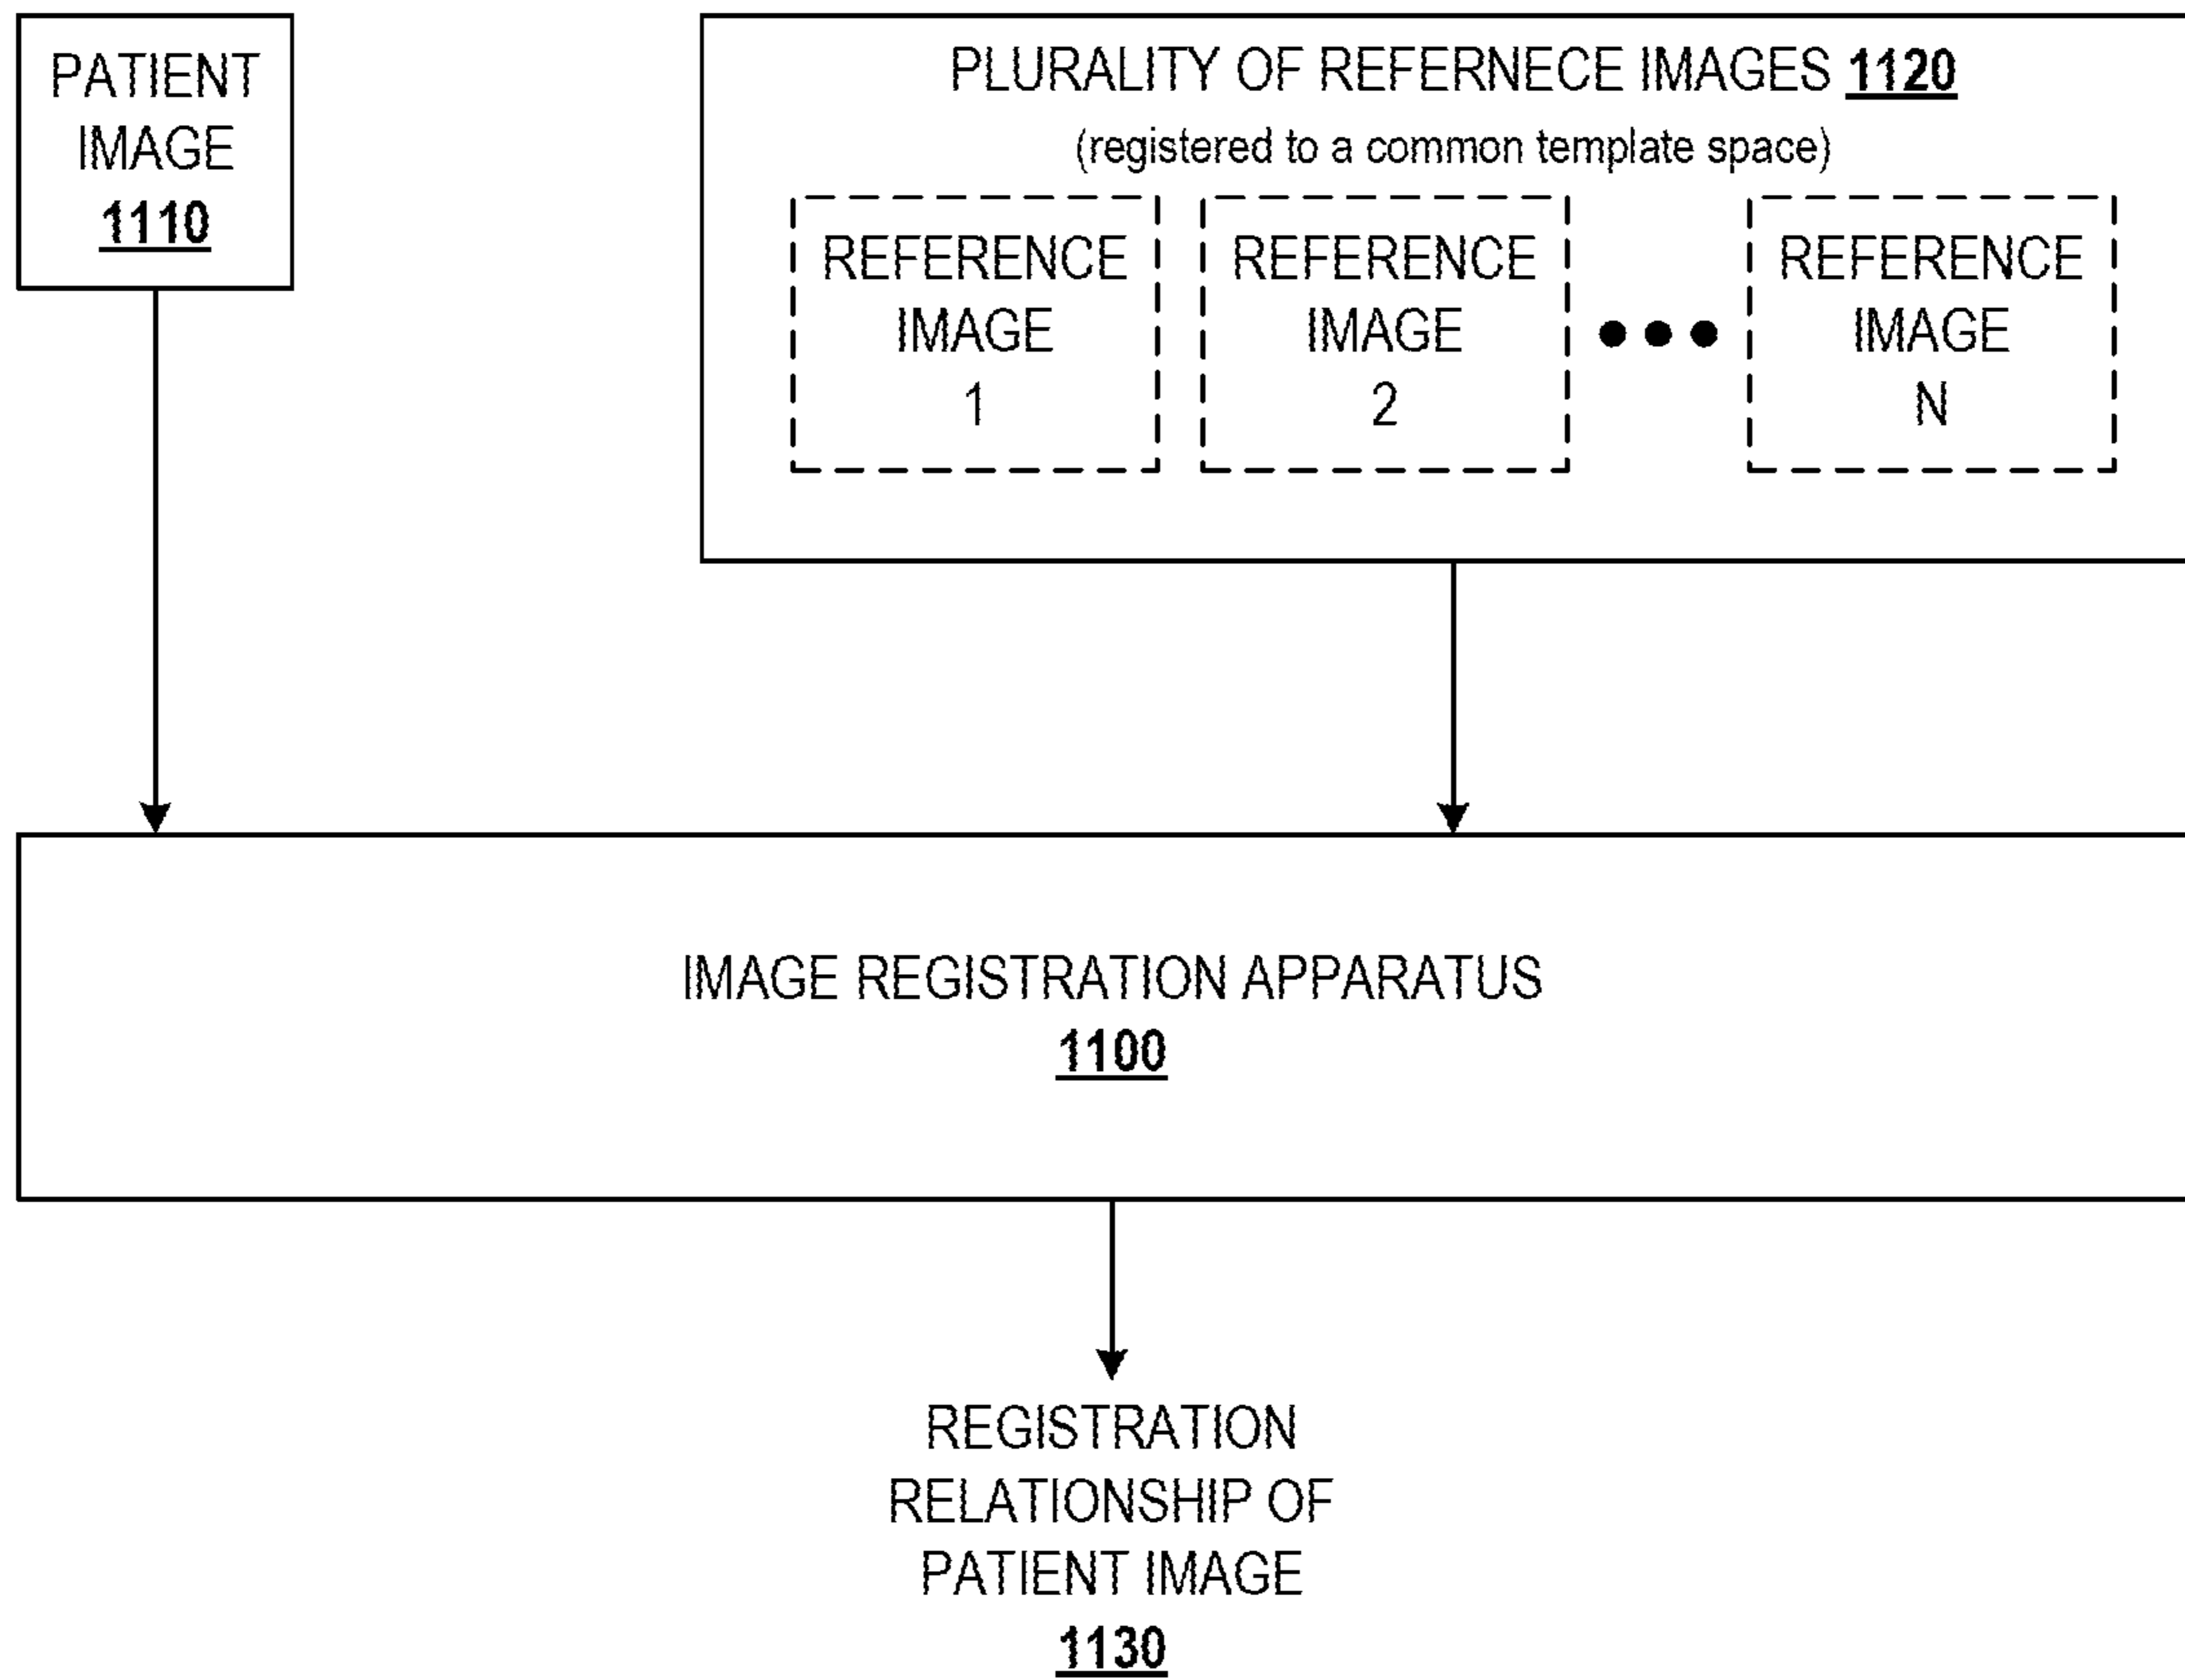 PATIENT
IMAGE
1110
PLURALITY OF REFERNECE IMAGES 1120
(registered to a common template space)
REFERENCE
IMAGE
1
REFERENCE
IMAGE
2
REFERENCE
IMAGE
N
IMAGE REGISTRATION APPARATUS
1100
REGISTRATION
RELATIONSHIP OF
PATIENT IMAGE
1130